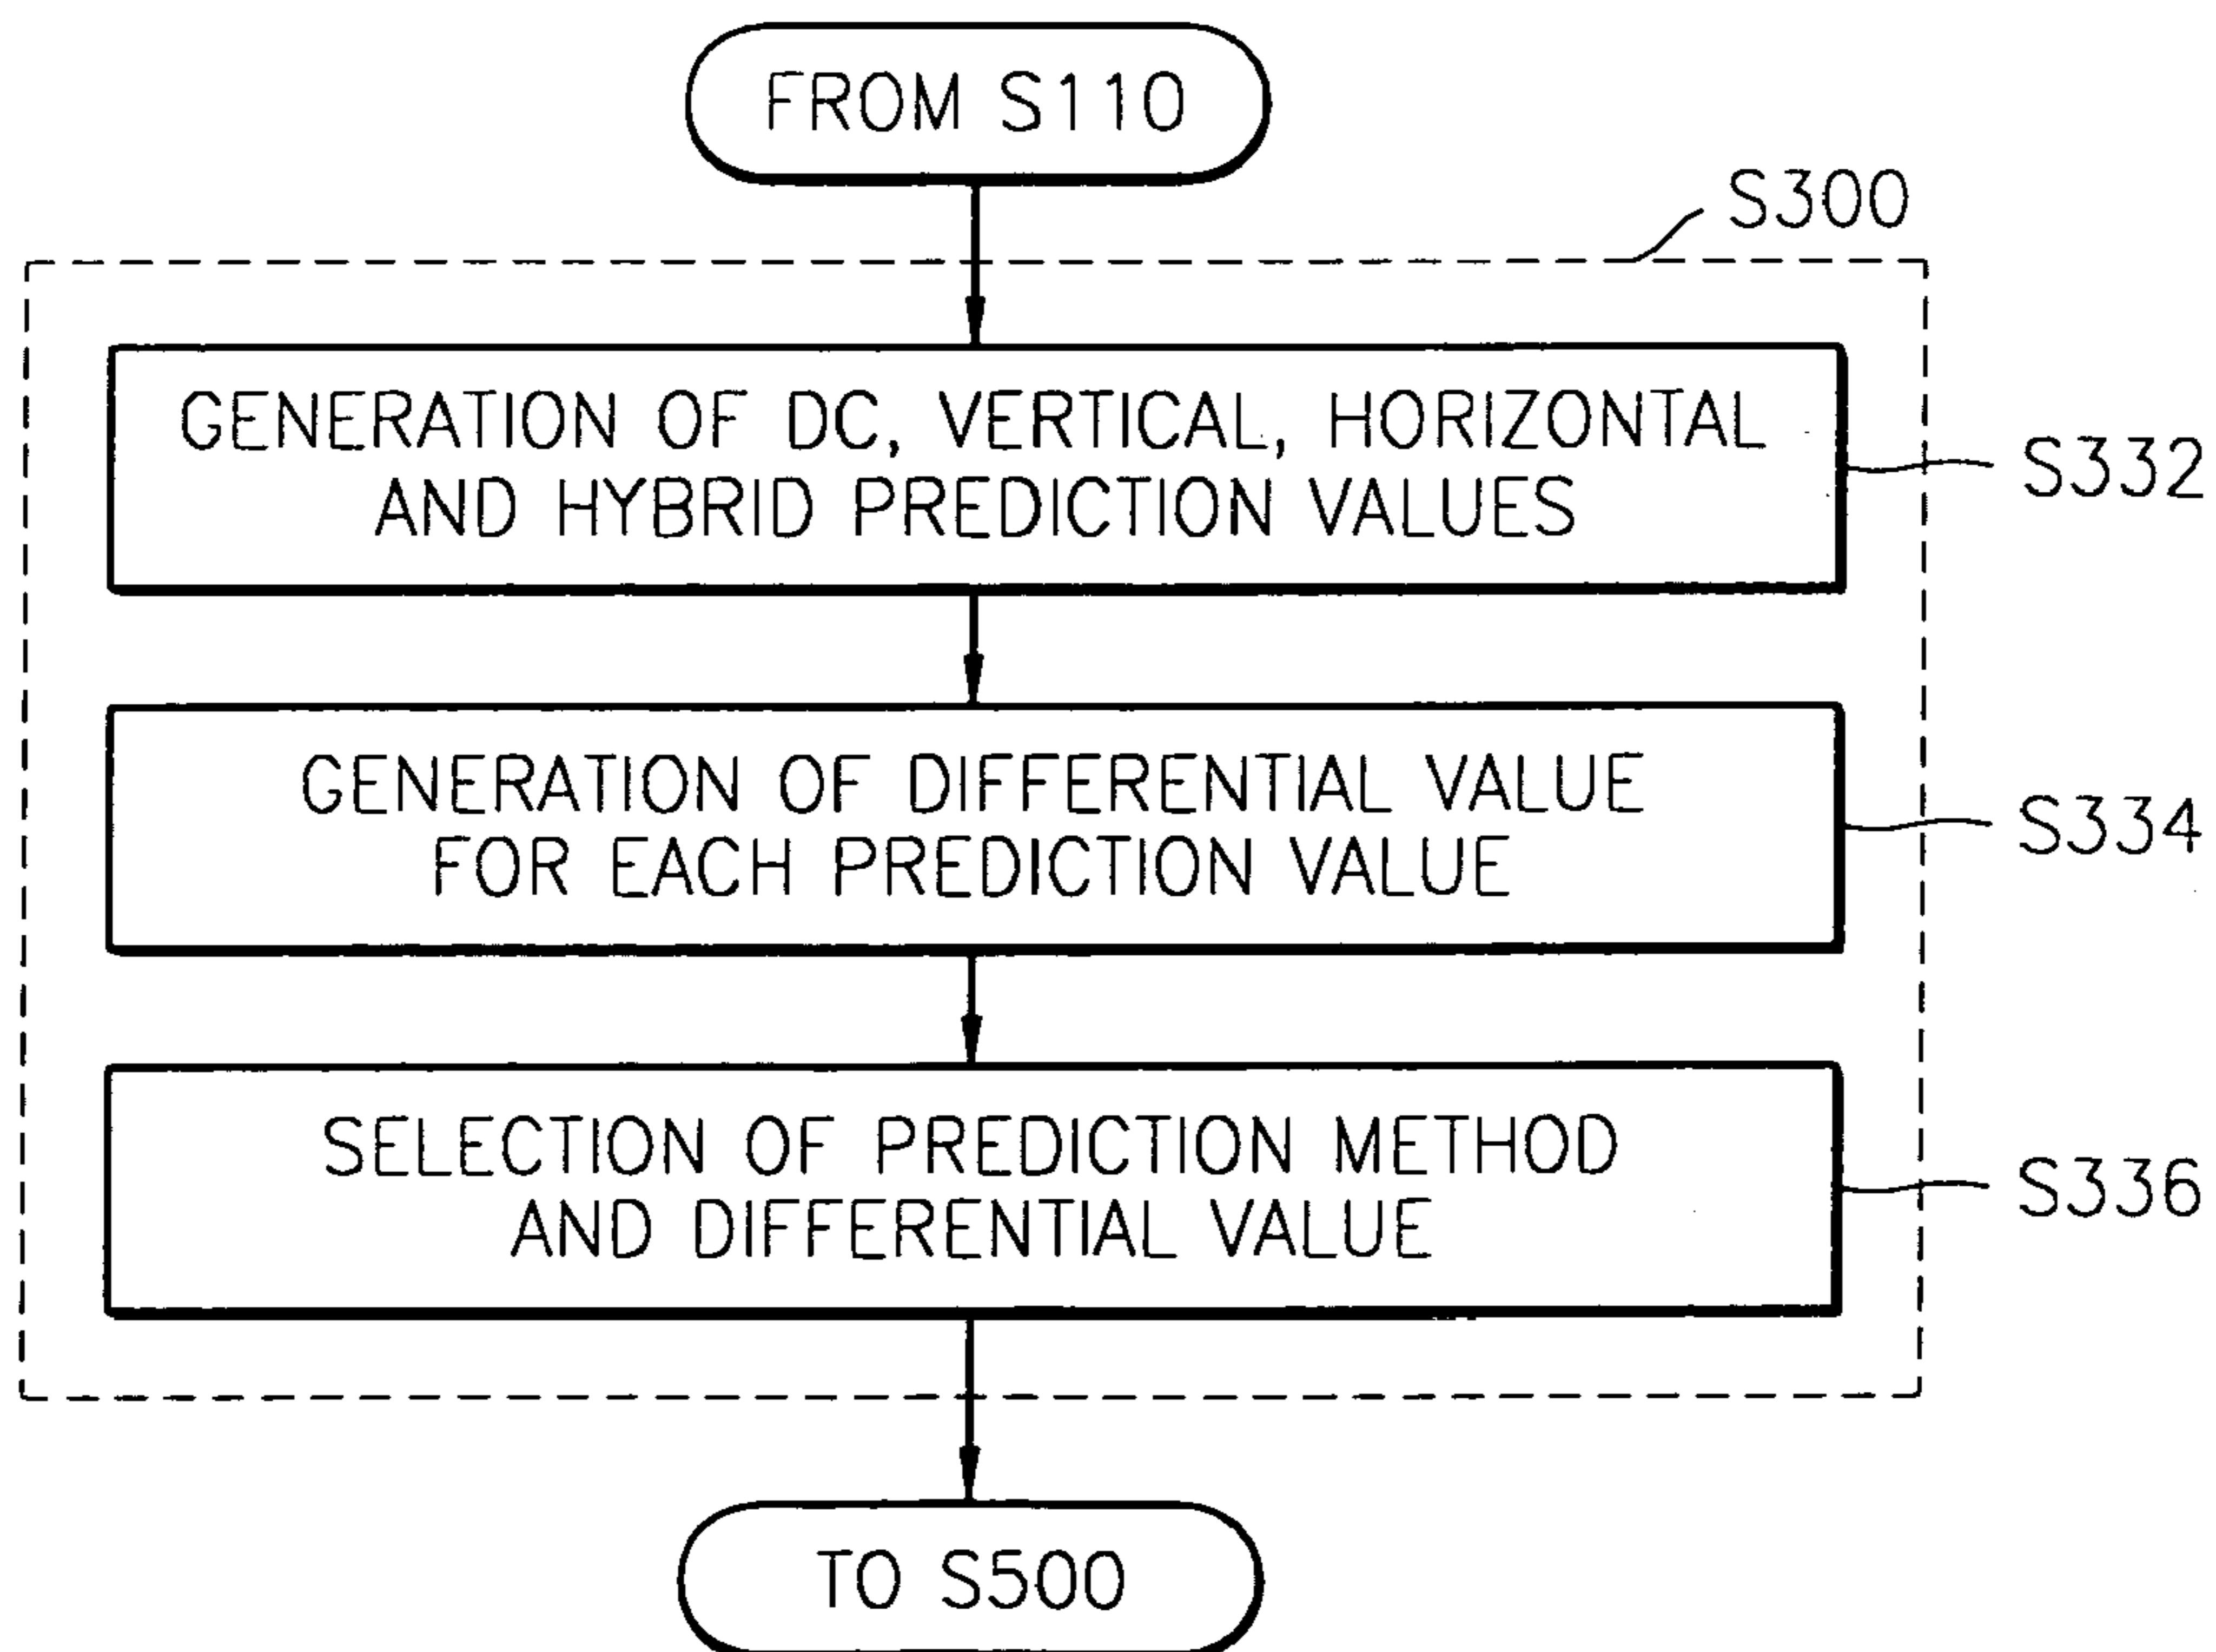 FROM S110
S300
GENERATION OF DC, VERTICAL, HORIZONTAL
AND HYBRID PREDICTION VALUES
S332
GENERATION OF DIFFERENTIAL VALUE
FOR EACH PREDICTION VALUE
S334
SELECTION OF PREDICTION METHOD
AND DIFFERENTIAL VALUE
S336
TO S500